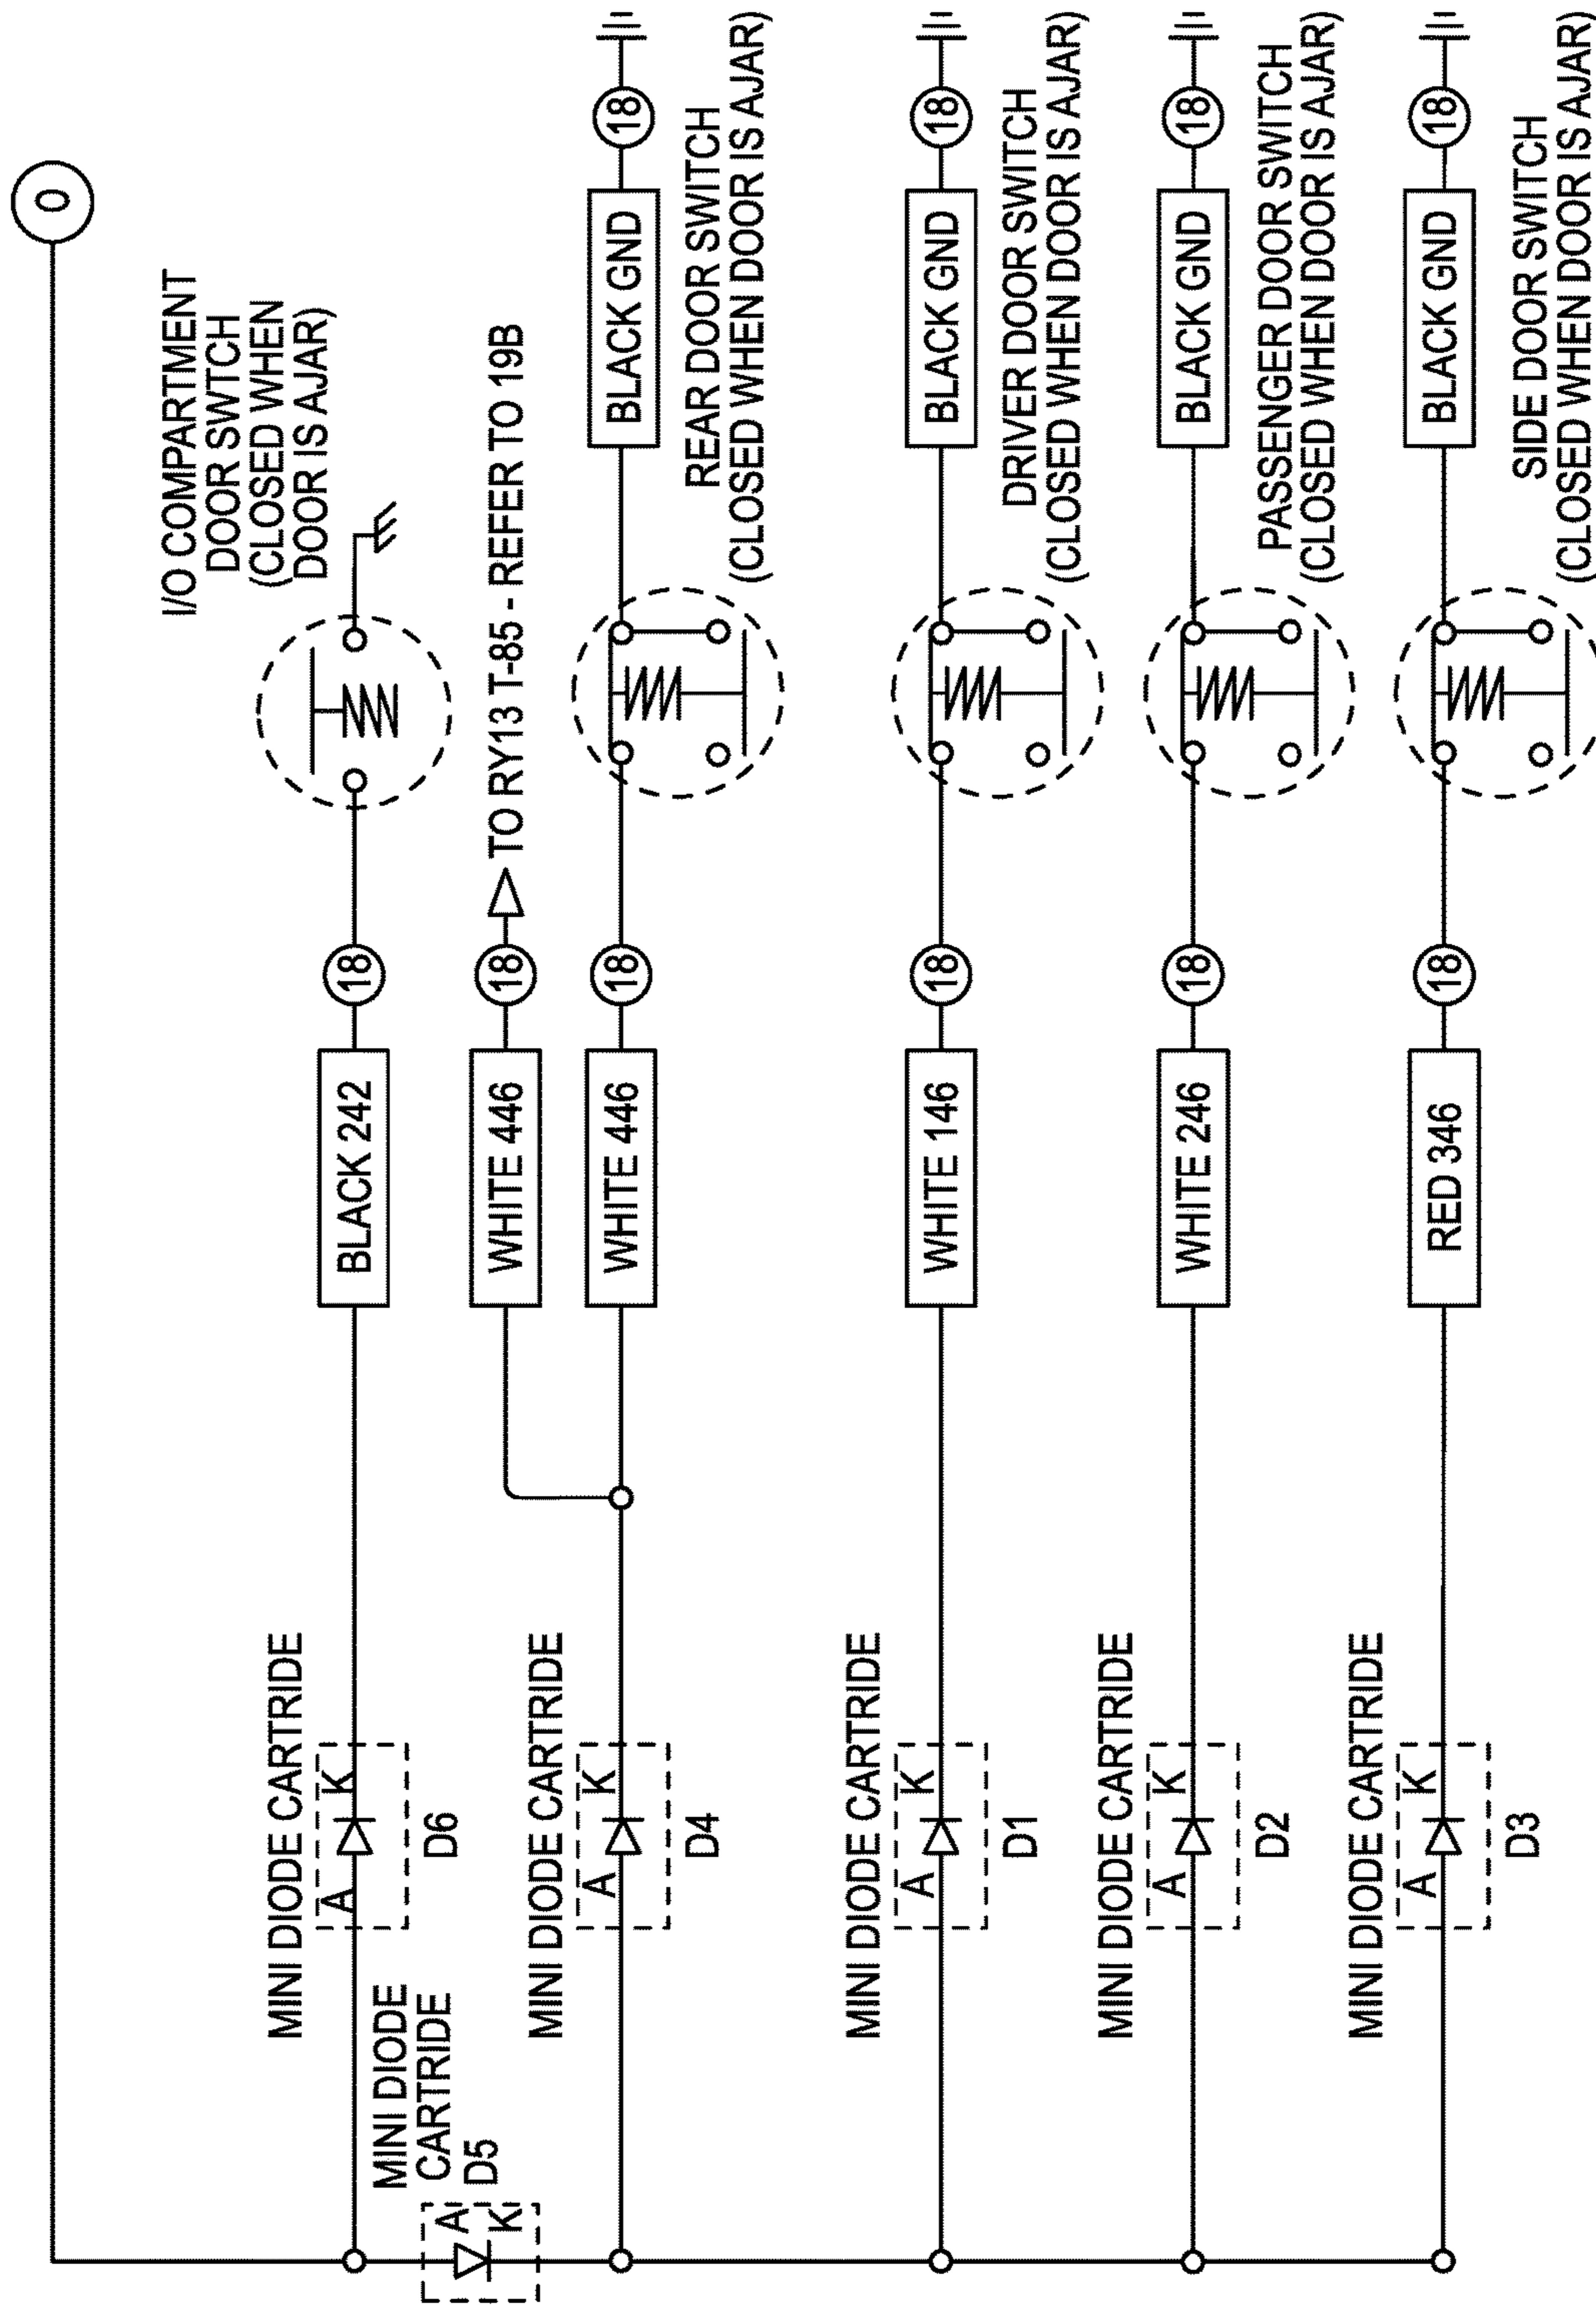 0
I/O COMPARTMENT
DOOR SWTCH
(CLOSED WHEN
DOOR IS AJAR)
MINI DIODE CARTRIDE
A K
D6
BLACK 242
18
MINI DIODE
CARTRIDE
D5
A
K
WHITE 446
18
TO RY13 T-85 - REFER TO 19B
MINI DIODE CARTRIDE
A K
D4
WHITE 446
18
BLACK GND
18
REAR DOOR SWITCH
(CLOSED WHEN DOOR IS AJAR)
MINI DIODE CARTRIDE
A K
D1
WHITE 146
18
BLACK GND
18
DRIVER DOOR SWITCH
(CLOSED WHEN DOOR IS AJAR)
MINI DIODE CARTRIDE
A K
D2
WHITE 246
18
BLACK GND
18
PASSENGER DOOR SWITCH
(CLOSED WHEN DOOR IS AJAR)
MINI DIODE CARTRIDE
A K
D3
RED 346
18
BLACK GND
18
SIDE DOOR SWITCH
(CLOSED WHEN DOOR IS AJAR)